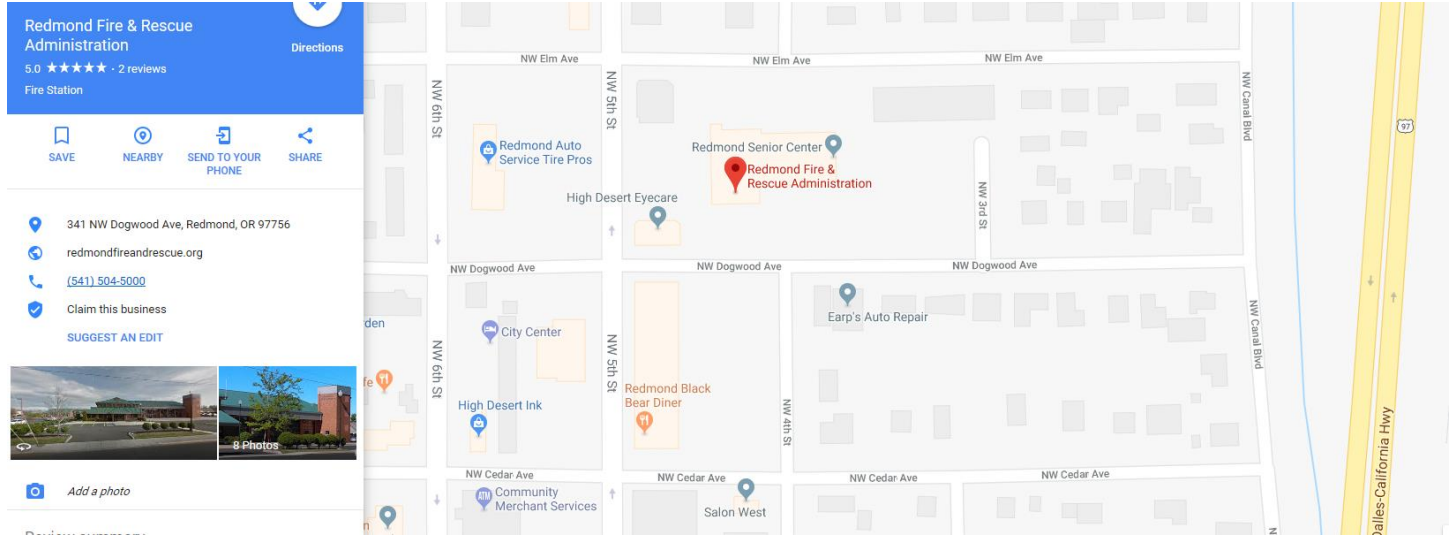 Redmond Fire & Rescue
Administration
Directions
5.0 ★★★★★ · 2 reviews
Fire Station
SAVE
NEARBY
SEND TO YOUR
PHONE
SHARE
341 NW Dogwood Ave, Redmond, OR 97756
redmondfireandrescue.org
(541) 504-5000
Claim this business
SUGGEST AN EDIT
8 Photos
Add a photo
NW Elm Ave
NW Elm Ave
NW Elm Ave
NW 6th St
NW 5th St
NW Canal Blvd
97
Redmond Auto
Service Tire Pros
Redmond Senior Center
Redmond Fire &
Rescue Administration
High Desert Eyecare
NW 3rd St
NW Dogwood Ave
NW Dogwood Ave
NW Dogwood Ave
Earp's Auto Repair
City Center
NW 6th St
NW 5th St
NW Canal Blvd
Redmond Black
Bear Diner
High Desert Ink
NW 4th St
NW Cedar Ave
NW Cedar Ave
NW Cedar Ave
NW Cedar Ave
ATM
Community
Merchant Services
Salon West
Dalles-California Hwy